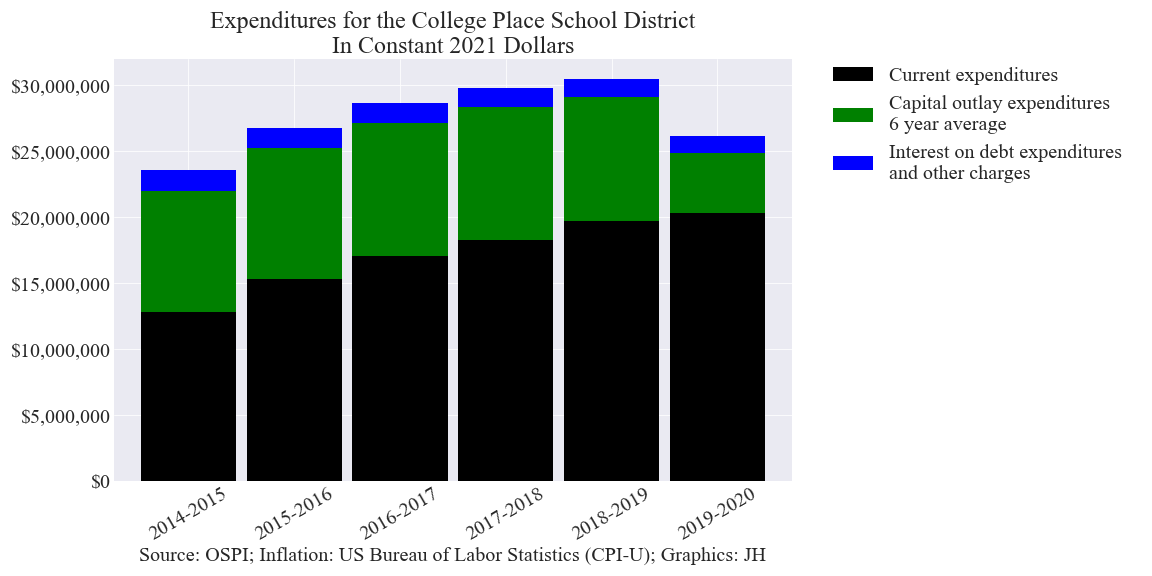 Expenditures for the College Place School District
In Constant 2021 Dollars
$30,000,000
$25,000,000
$20,000,000
$15,000,000
$10,000,000
$5,000,000
$0
2014-2015
2015-2016
2016-2017
2017-2018
2018-2019
2019-2020
Source: OSPI; Inflation: US Bureau of Labor Statistics (CPI-U); Graphics: JH
Current expenditures
Capital outlay expenditures
6 year average
Interest on debt expenditures
and other charges